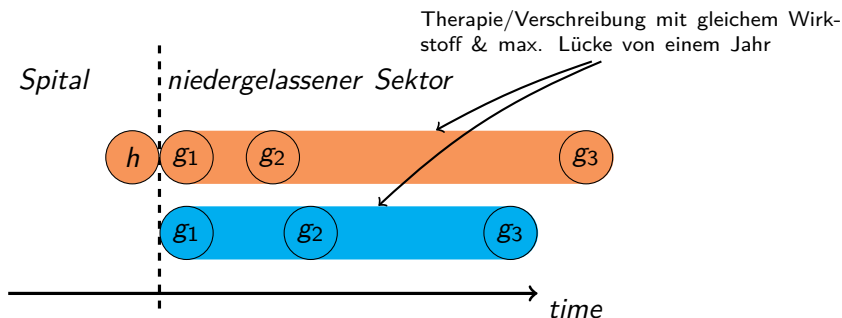 Therapie/Verschreibung mit gleichem Wirk-
stoff & max. Lücke von einem Jahr
Spital niedergelassener Sektor
h g1 g2 g3
g1 g2 g3
time